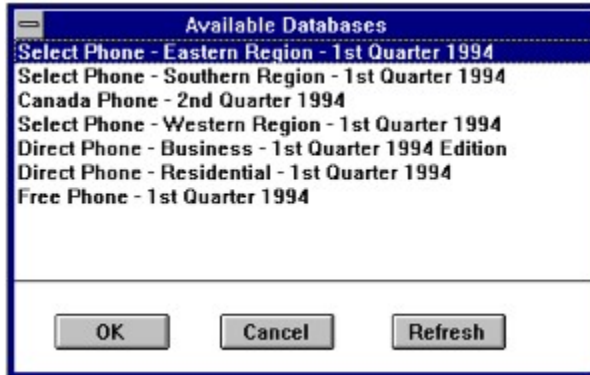 Available Databases
Select Phone - Eastern Region - 1st Quarter 1994
Select Phone - Southern Region - 1st Quarter 1994
Canada Phone - 2nd Quarter 1994
Select Phone - Western Region - 1st Quarter 1994
Direct Phone - Business - 1st Quarter 1994 Edition
Direct Phone - Residential - 1st Quarter 1994
Free Phone - 1st Quarter 1994
OK Cancel Refresh